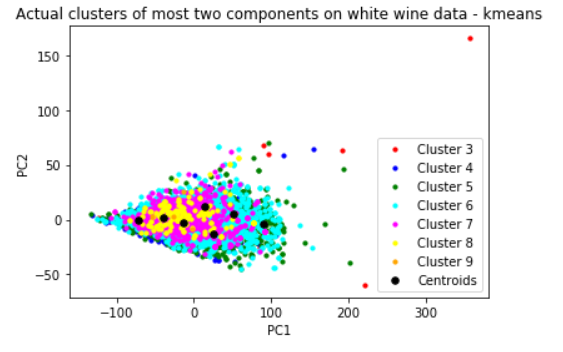 Actual clusters of most two components on white wine data - kmeans
150
100
50
0
−50
PC2
Cluster 3
Cluster 4
Cluster 5
Cluster 6
Cluster 7
Cluster 8
Cluster 9
Centroids
−100
0
100
200
300
PC1